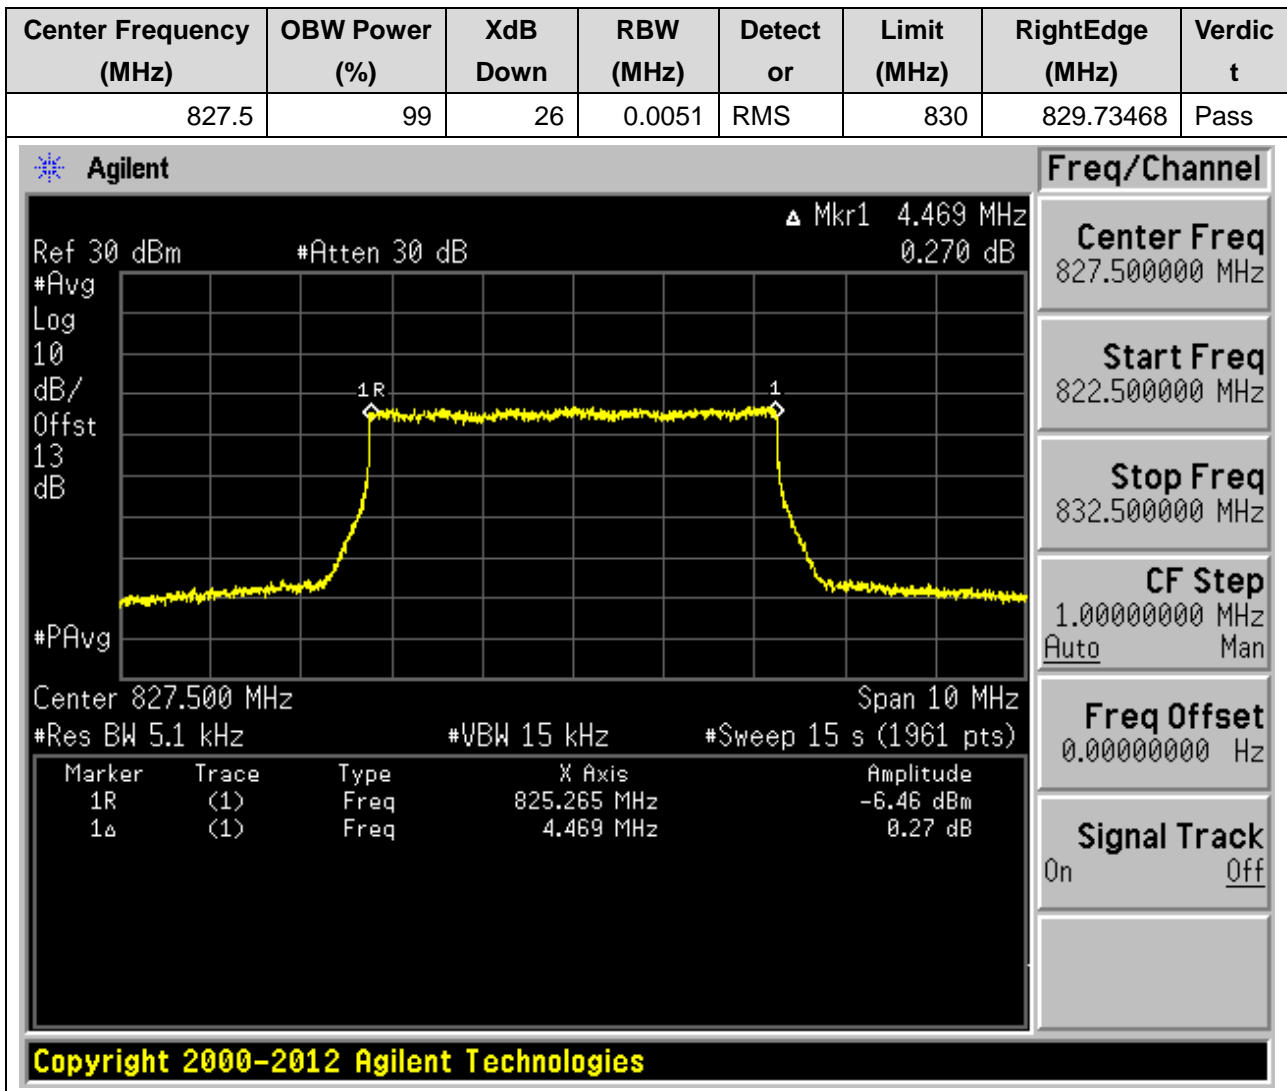 Center Frequency (MHz) OBW Power (%) XdB Down RBW (MHz) Detect or Limit (MHz) RightEdge (MHz) Verdic t
827.5 99 26 0.0051 RMS 830 829.73468 Pass
Agilent
Freq/Channel
Δ Mkr1 4.469 MHz
Ref 30 dBm #Atten 30 dB 0.270 dB
#Avg
Log
10
dB/
Offst
13
dB
1R
1
#PAvg
Center 827.500 MHz Span 10 MHz
#Res BW 5.1 kHz #VBW 15 kHz #Sweep 15 s (1961 pts)
Marker Trace Type X Axis Amplitude
1R (1) Freq 825.265 MHz -6.46 dBm
1Δ (1) Freq 4.469 MHz 0.27 dB
Center Freq
827.500000 MHz
Start Freq
822.500000 MHz
Stop Freq
832.500000 MHz
CF Step
1.00000000 MHz
Auto Man
Freq Offset
0.00000000 Hz
Signal Track
On Off
Copyright 2000-2012 Agilent Technologies